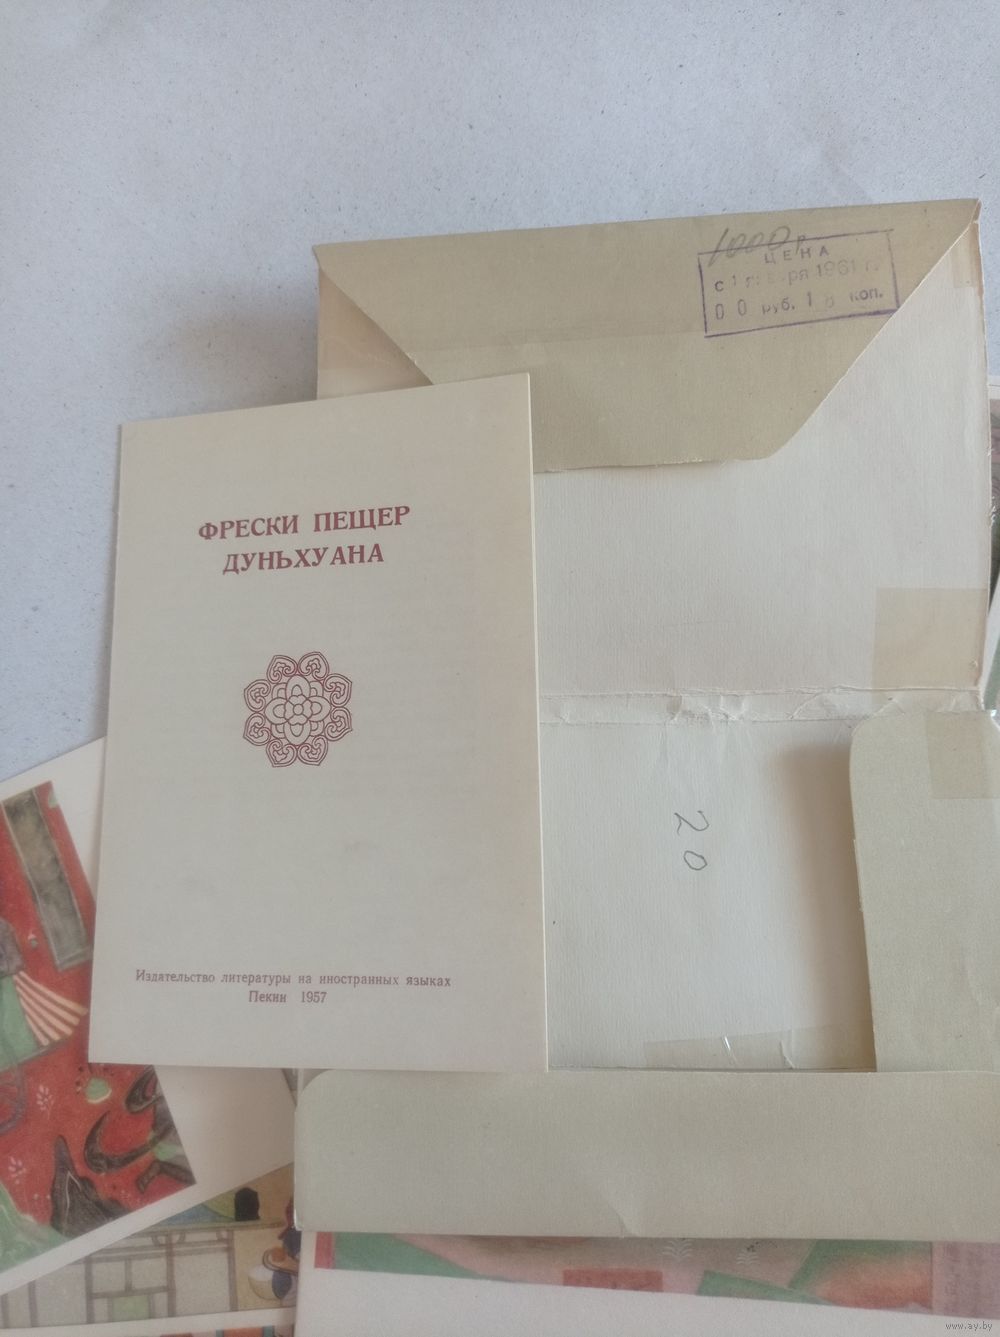 1000 р
ЦЕНА
с 1 января 1961 г.
00 руб. 18 коп.
ФРЕСКИ ПЕЩЕР
ДУНЬХУАНА
20
Издательство литературы на иностранных языках
Пекин 1957
www.ay.by